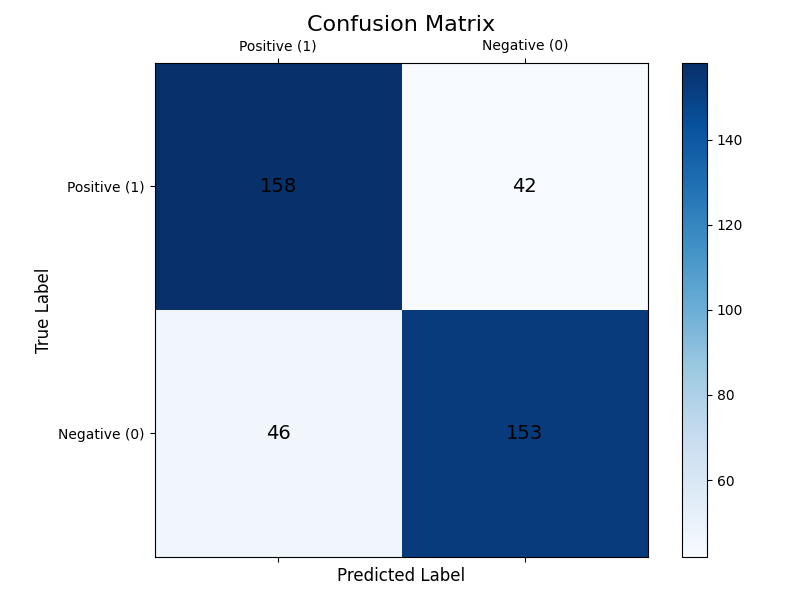 Confusion Matrix
Positive (1) Negative (0)
Positive (1) 158 42
True Label
Negative (0) 46 153
Predicted Label
140
120
100
80
60